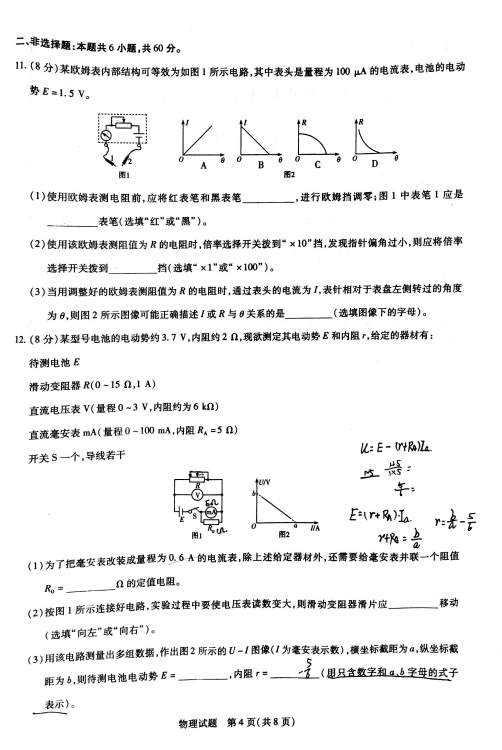 二、非选择题:本题共6小题,共60分。
11.(8分)某欧姆表内部结构可等效为如图1所示电路,其中表头是量程为100 μA的电流表,电池的电动
势E=1.5 V。
1 2
图1
I O θ A
I O θ B
R O θ C
R O θ D
图2
(1)使用欧姆表测电阻前,应将红表笔和黑表笔________,进行欧姆挡调零;图1中表笔1应是
________表笔(选填“红”或“黑”)。
(2)使用该欧姆表测阻值为R的电阻时,倍率选择开关拨到“×10”挡,发现指针偏角过小,则应将倍率
选择开关拨到________挡(选填“×1”或“×100”)。
(3)当用调整好的欧姆表测阻值为R的电阻时,通过表头的电流为I,表针相对于表盘左侧转过的角度
为θ,则图2所示图像可能正确描述I或R与θ关系的是________(选填图像下的字母)。
12.(8分)某型号电池的电动势约3.7 V,内阻约2 Ω,现欲测定其电动势E和内阻r,给定的器材有:
待测电池E
滑动变阻器R(0~15 Ω,1 A)
直流电压表V(量程0~3 V,内阻约为6 kΩ)
直流毫安表mA(量程0~100 mA,内阻R_A=5 Ω)
开关S一个,导线若干
U=E-(r+RA)Ia
E=(r+RA)Ia
r+RA=b/a
r=b/a-5/6
R V E S mA 5Ω R₀ 1Ω
图1
U/V b O a I/A
图2
(1)为了把毫安表改装成量程为0.6 A的电流表,除上述给定器材外,还需要给毫安表并联一个阻值
R₀=________Ω的定值电阻。
(2)按图1所示连接好电路,实验过程中要使电压表读数变大,则滑动变阻器滑片应________移动
(选填“向左”或“向右”)。
(3)用该电路测量出多组数据,作出图2所示的U-I图像(I为毫安表示数),横坐标截距为a,纵坐标截
距为b,则待测电池电动势E=________,内阻r=________(用只含数字和a、b字母的式子
表示)。
物理试题 第4页(共8页)